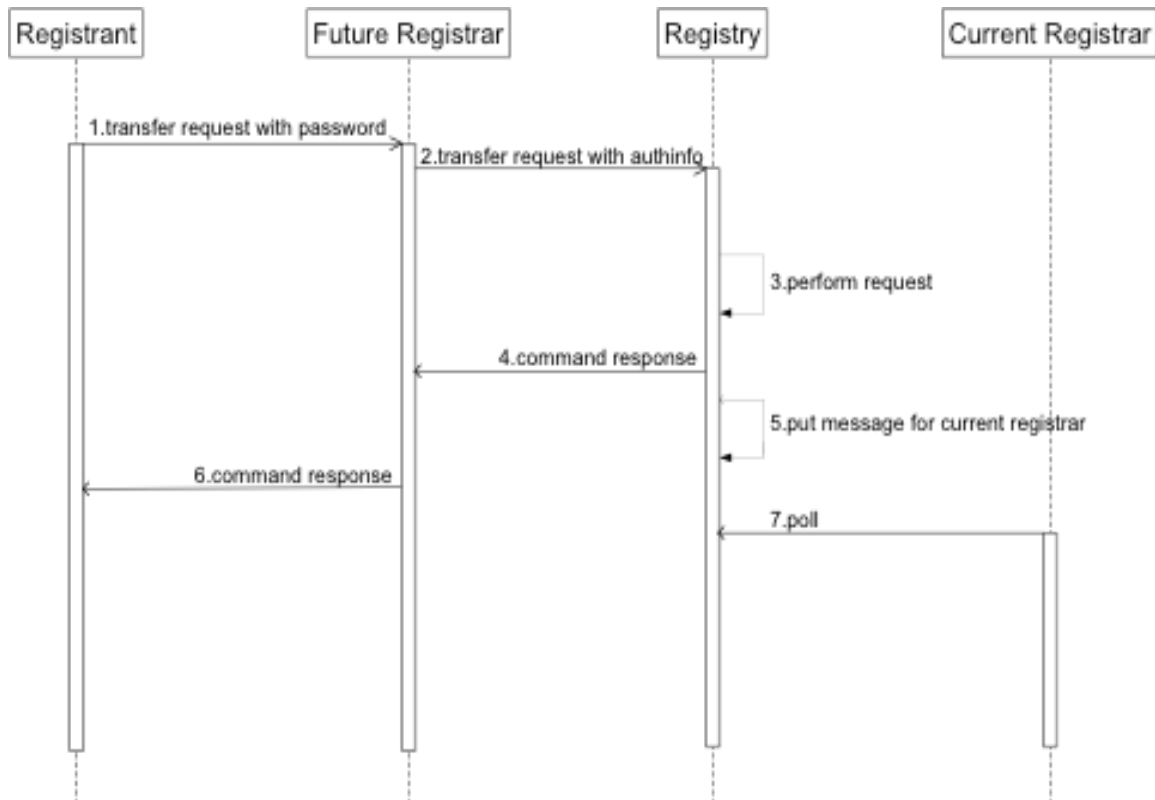 Registrant
Future Registrar
Registry
Current Registrar
1.transfer request with password
2.transfer request with authinfo
3.perform request
4.command response
5.put message for current registrar
6.command response
7.poll